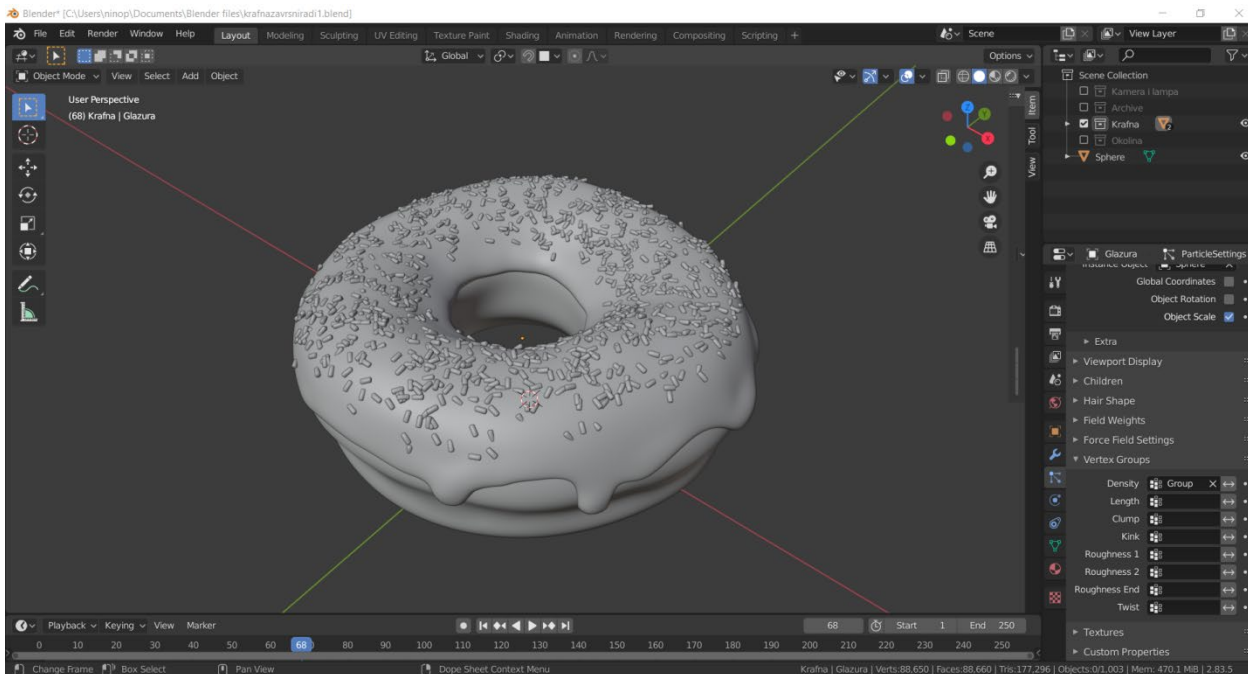 Blender* [C:\Users\ninop\Documents\Blender files\krafnazavrsniradi1.blend]
File Edit Render Window Help Layout Modeling Sculpting UV Editing Texture Paint Shading Animation Rendering Compositing Scripting + Scene View Layer
Global Options
Object Mode View Select Add Object
User Perspective
(68) Krafna | Glazura
Z
Y
X
Item
Tool
View
Scene Collection
Kamera i lampa
Archive
Krafna 2
Okolina
Sphere
Glazura ParticleSettings
Instance Object Sphere
Global Coordinates
Object Rotation
Object Scale
Extra
Viewport Display
Children
Hair Shape
Field Weights
Force Field Settings
Vertex Groups
Density Group
Length
Clump
Kink
Roughness 1
Roughness 2
Roughness End
Twist
Textures
Custom Properties
Playback Keying View Marker 68 Start 1 End 250
0 10 20 30 40 50 60 68 80 90 100 110 120 130 140 150 160 170 180 190 200 210 220 230 240 250
Change Frame Box Select Pan View Dope Sheet Context Menu Krafna | Glazura | Verts:88,650 | Faces:88,660 | Tris:177,296 | Objects:0/1,003 | Mem: 470.1 MiB | 2.83.5